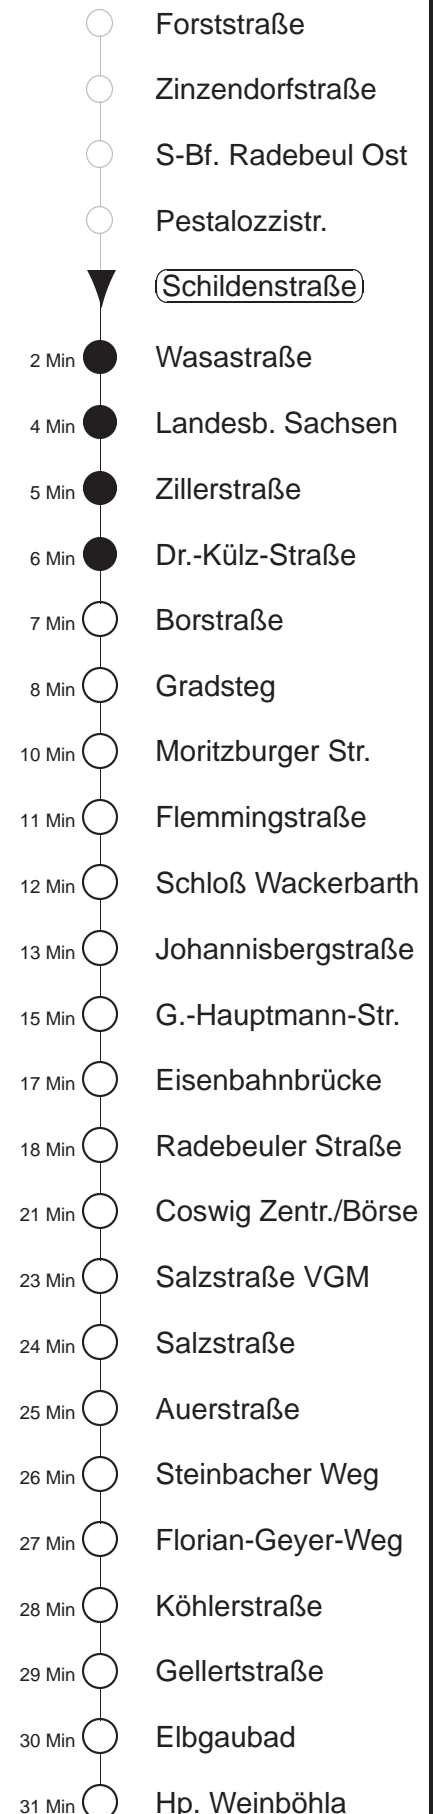 Forststraße
Zinzendorfstraße
S-Bf. Radebeul Ost
Pestalozzistr.
Schildenstraße
2 Min Wasastraße
4 Min Landesb. Sachsen
5 Min Zillerstraße
6 Min Dr.-Külz-Straße
7 Min Borstraße
8 Min Gradsteg
10 Min Moritzburger Str.
11 Min Flemmingstraße
12 Min Schloß Wackerbarth
13 Min Johannisbergstraße
15 Min G.-Hauptmann-Str.
17 Min Eisenbahnbrücke
18 Min Radebeuler Straße
21 Min Coswig Zentr./Börse
23 Min Salzstraße VGM
24 Min Salzstraße
25 Min Auerstraße
26 Min Steinbacher Weg
27 Min Florian-Geyer-Weg
28 Min Köhlerstraße
29 Min Gellertstraße
30 Min Elbgaubad
31 Min Hp. Weinböhla